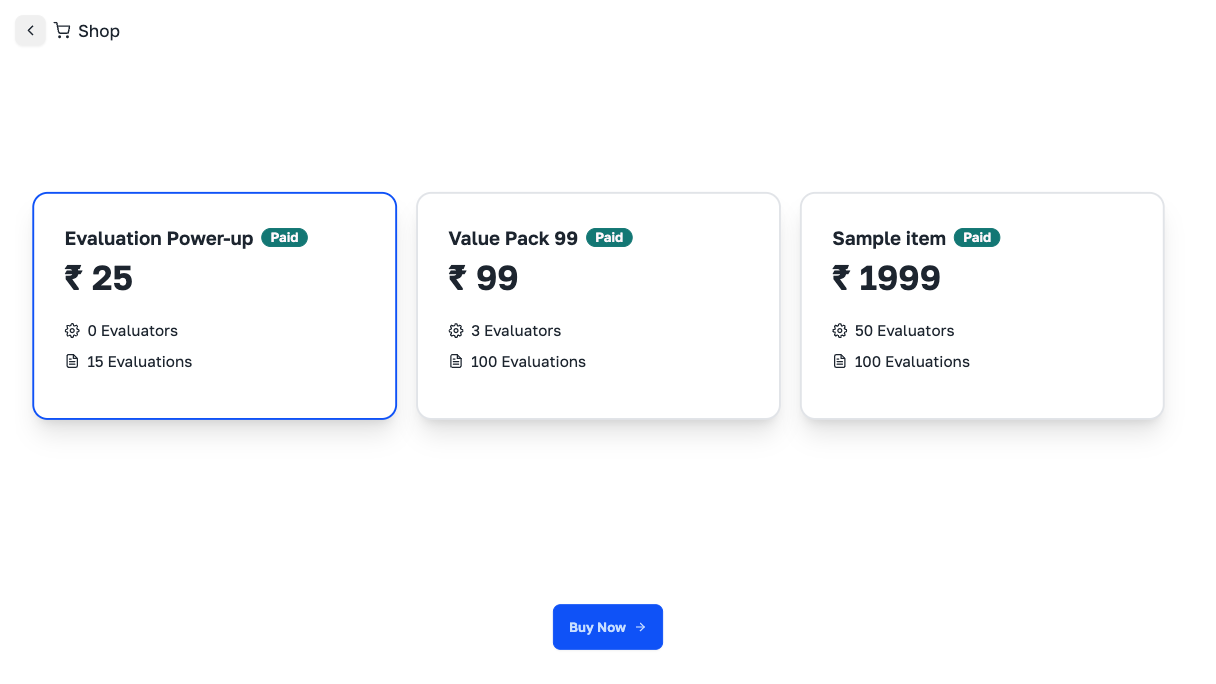 Shop
Evaluation Power-up Paid
₹ 25
0 Evaluators
15 Evaluations
Value Pack 99 Paid
₹ 99
3 Evaluators
100 Evaluations
Sample item Paid
₹ 1999
50 Evaluators
100 Evaluations
Buy Now